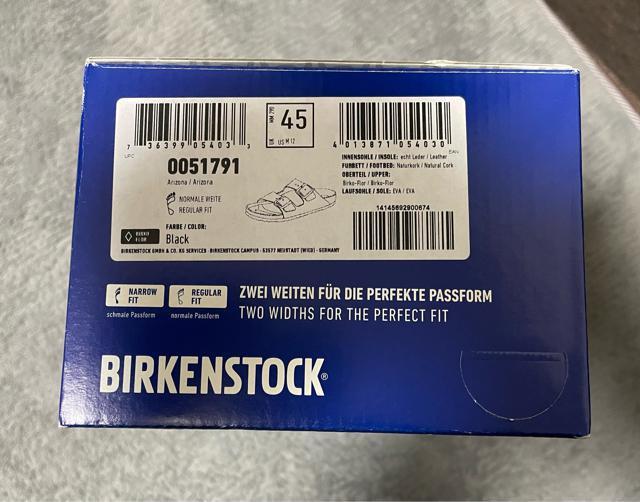 7 36399 05403 3
UPC
MM 290
45
EU
US M 12
4 013871 054030
EAN
0051791
Arizona / Arizona
NORMALE WEITE
REGULAR FIT
FARBE / COLOR:
Black
BIRKO FLOR
INNENSOHLE / INSOLE: echt Leder / Leather
FUßBETT / FOOTBED: Naturkork / Natural Cork
OBERTEIL / UPPER:
Birko-Flor / Birko-Flor
LAUFSOHLE / SOLE: EVA / EVA
14145692900674
BIRKENSTOCK GMBH & CO. KG SERVICES · BIRKENSTOCK CAMPUS · 53577 NEUSTADT (WIED) · GERMANY
NARROW FIT
schmale Passform
REGULAR FIT
normale Passform
ZWEI WEITEN FÜR DIE PERFEKTE PASSFORM
TWO WIDTHS FOR THE PERFECT FIT
BIRKENSTOCK®